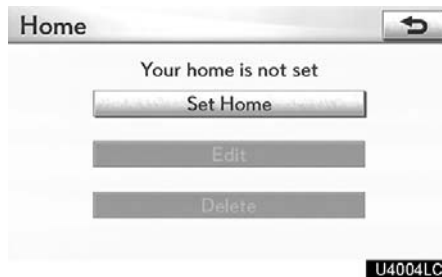 Home
Your home is not set
Set Home
Edit
Delete
U4004LC